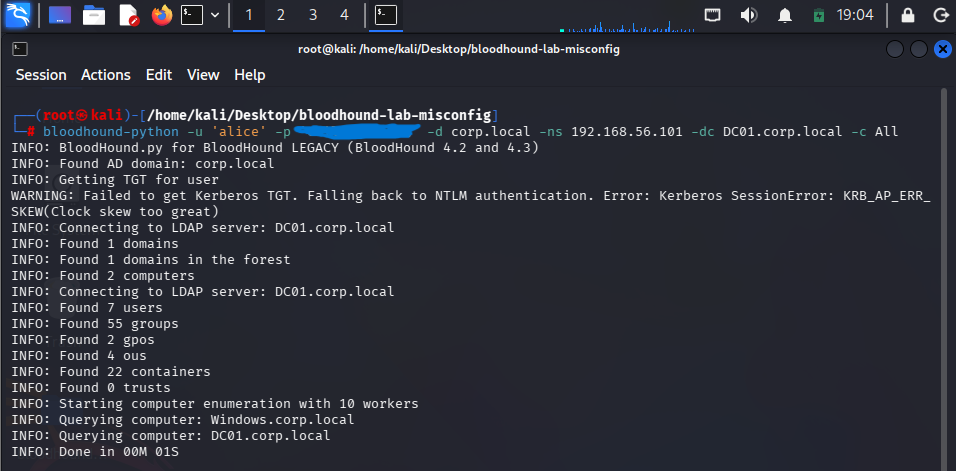 1 2 3 4 19:04
root@kali: /home/kali/Desktop/bloodhound-lab-misconfig
Session Actions Edit View Help
┌──(root㉿kali)-[/home/kali/Desktop/bloodhound-lab-misconfig]
└─# bloodhound-python -u 'alice' -p -d corp.local -ns 192.168.56.101 -dc DC01.corp.local -c All
INFO: BloodHound.py for BloodHound LEGACY (BloodHound 4.2 and 4.3)
INFO: Found AD domain: corp.local
INFO: Getting TGT for user
WARNING: Failed to get Kerberos TGT. Falling back to NTLM authentication. Error: Kerberos SessionError: KRB_AP_ERR_
SKEW(Clock skew too great)
INFO: Connecting to LDAP server: DC01.corp.local
INFO: Found 1 domains
INFO: Found 1 domains in the forest
INFO: Found 2 computers
INFO: Connecting to LDAP server: DC01.corp.local
INFO: Found 7 users
INFO: Found 55 groups
INFO: Found 2 gpos
INFO: Found 4 ous
INFO: Found 22 containers
INFO: Found 0 trusts
INFO: Starting computer enumeration with 10 workers
INFO: Querying computer: Windows.corp.local
INFO: Querying computer: DC01.corp.local
INFO: Done in 00M 01S